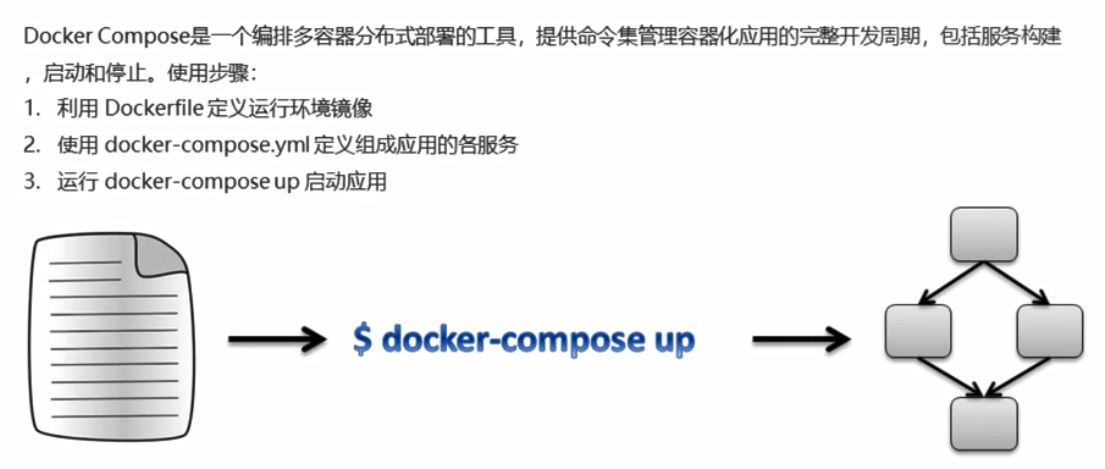 Docker Compose是一个编排多容器分布式部署的工具，提供命令集管理容器化应用的完整开发周期，包括服务构建
，启动和停止。使用步骤：
1. 利用 Dockerfile 定义运行环境镜像
2. 使用 docker-compose.yml 定义组成应用的各服务
3. 运行 docker-compose up 启动应用
$ docker-compose up